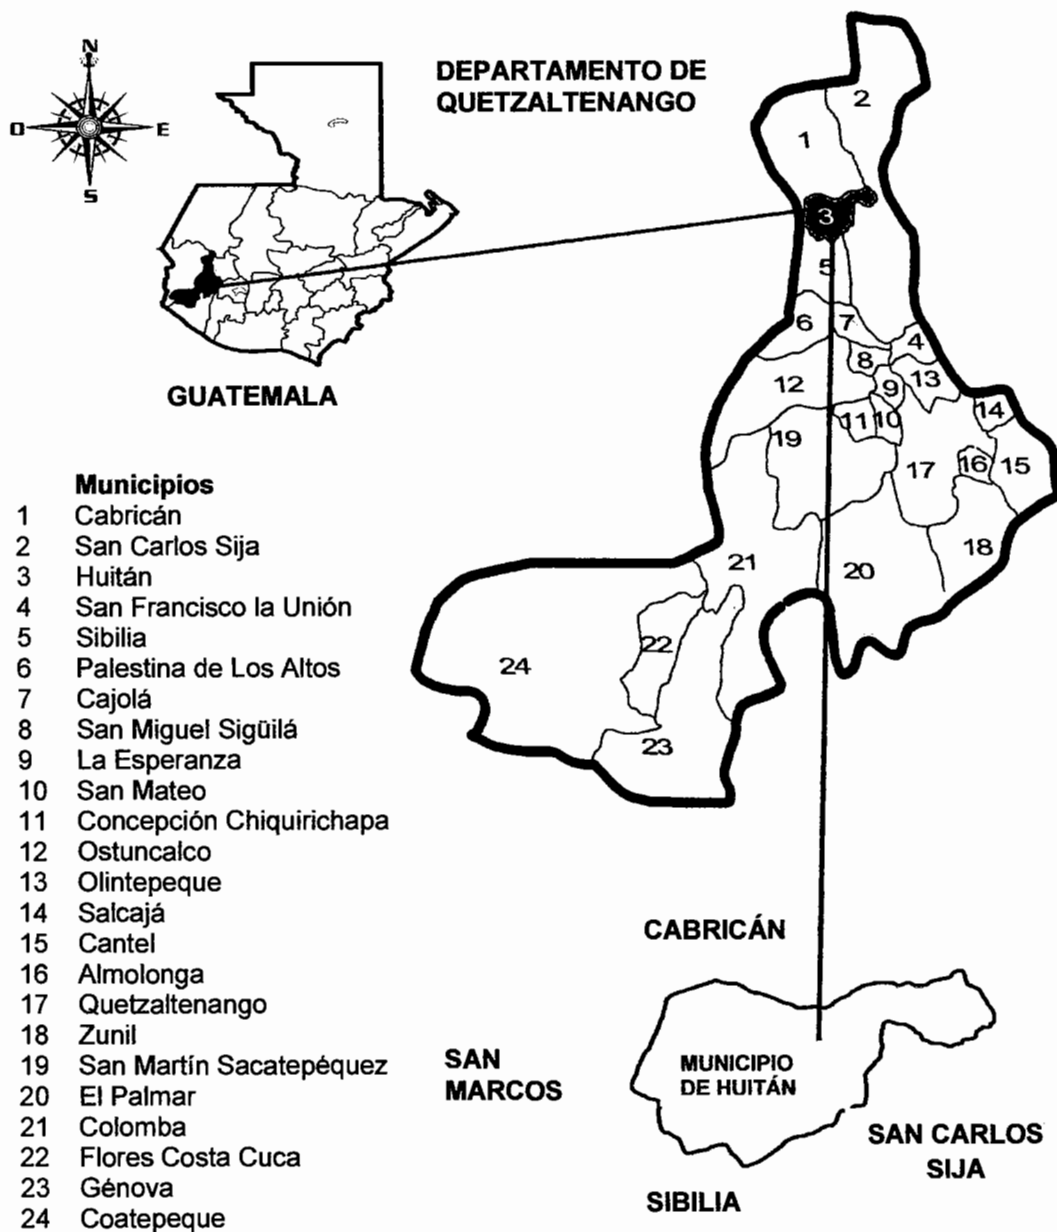 N
O
E
S
DEPARTAMENTO DE
QUETZALTENANGO
GUATEMALA
2
1
3
5
6
7
4
8
12
9
13
14
11
10
19
17
16
15
18
21
20
22
24
23
Municipios
1 Cabricán
2 San Carlos Sija
3 Huitán
4 San Francisco la Unión
5 Sibilia
6 Palestina de Los Altos
7 Cajolá
8 San Miguel Sigüilá
9 La Esperanza
10 San Mateo
11 Concepción Chiquirichapa
12 Ostuncalco
13 Olintepeque
14 Salcajá
15 Cantel
16 Almolonga
17 Quetzaltenango
18 Zunil
19 San Martín Sacatepéquez
20 El Palmar
21 Colomba
22 Flores Costa Cuca
23 Génova
24 Coatepeque
CABRICÁN
SAN
MARCOS
MUNICIPIO
DE HUITÁN
SAN CARLOS
SIJA
SIBILIA